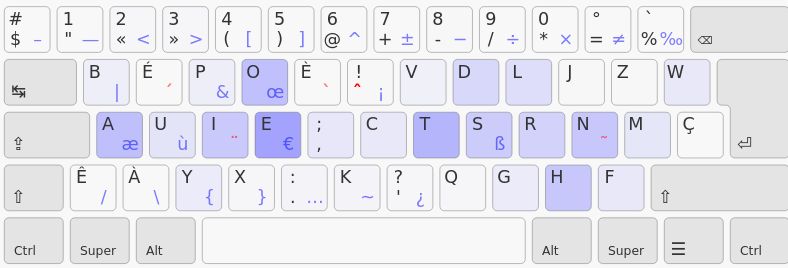 # 1 2 3 4 5 6 7 8 9 0 ° `
$ – " — « < » > ( [ ) ] @ ^ + ± - − / ÷ * × = ≠ % ‰ ⌫
B É P O È ! V D L J Z W
↹ | ´ & œ ` ˆ ¡
A U I E ; C T S R N M Ç
⇪ æ ù ¨ € , ß ~ ⏎
Ê À Y X : K ? Q G H F
⇧ / \ { } . … ~ ' ¿ ⇧
Ctrl Super Alt Alt Super ☰ Ctrl